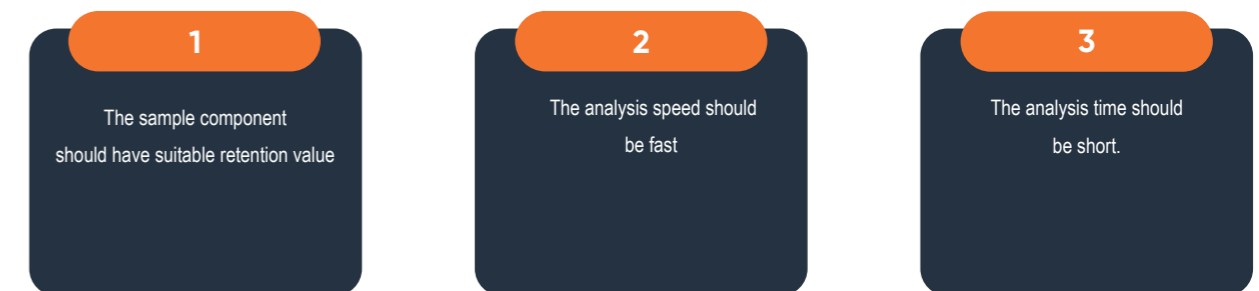 1
The sample component
should have suitable retention value
2
The analysis speed should
be fast
3
The analysis time should
be short.